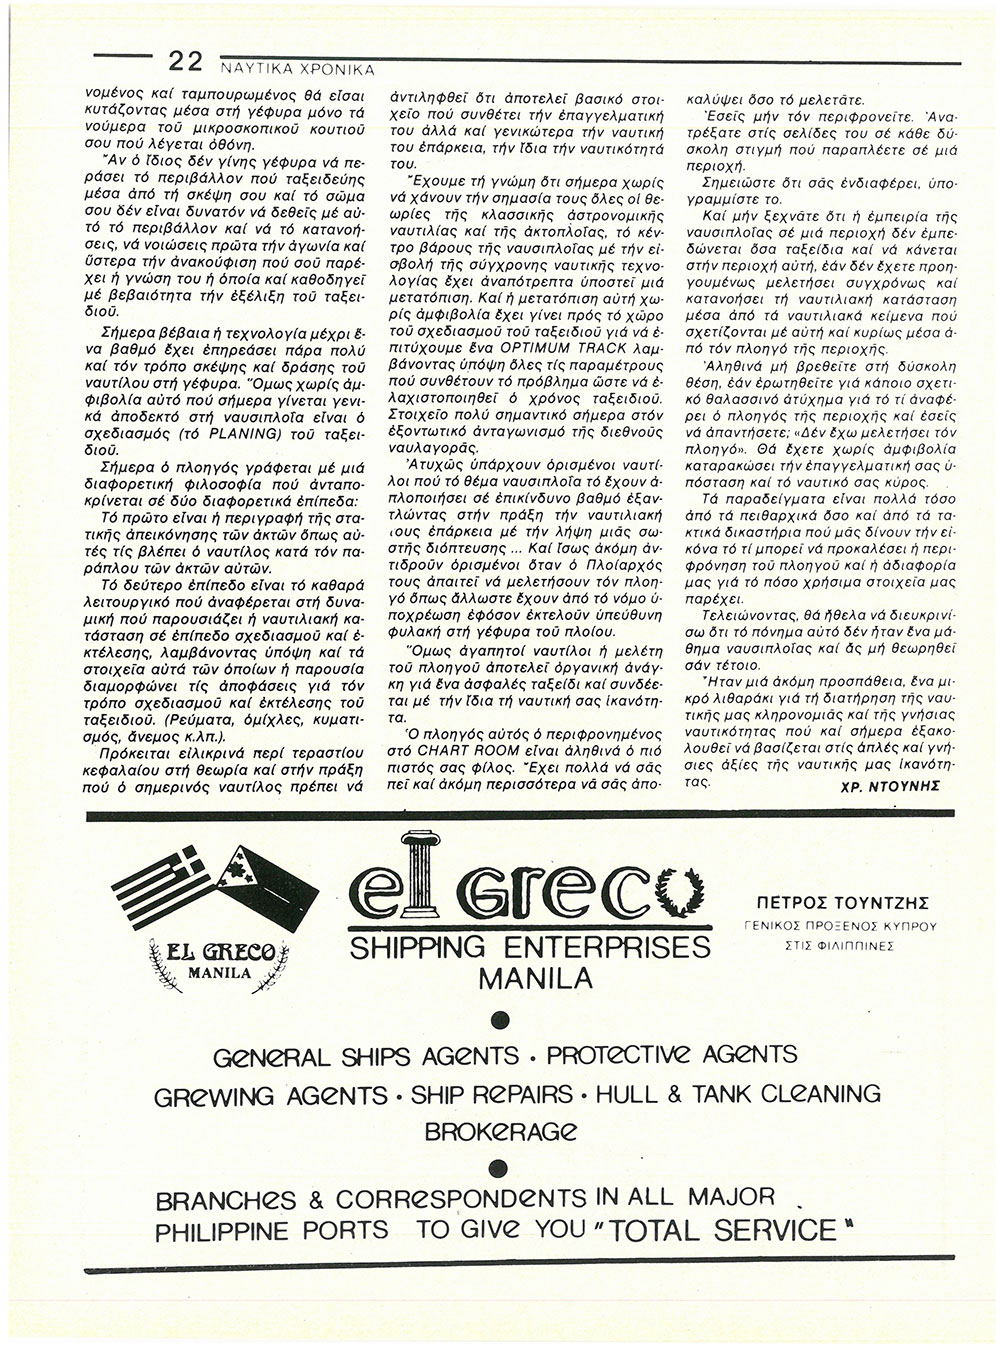 22 ΝΑΥΤΙΚΑ ΧΡΟΝΙΚΑ
νομένος καί ταμπουρωμένος θά εἶσαι
κυτάζοντας μέσα στή γέφυρα μόνο τά
νούμερα τοῦ μικροσκοπικοῦ κουτιοῦ
σου πού λέγεται ὀθόνη.
Ἄν ὁ ἴδιος δέν γίνης γέφυρα νά πε-
ράσει τό περιβάλλον πού ταξειδεύης
μέσα ἀπό τή σκέψη σου καί τό σῶμα
σου δέν εἶναι δυνατόν νά δεθεῖς μέ αὐ-
τό τό περιβάλλον καί νά τό κατανοή-
σεις, νά νοιώσεις πρῶτα τήν ἀγωνία καί
ὕστερα τήν ἀνακούφιση πού σοῦ παρέ-
χει ἡ γνώση του ἡ ὁποία καί καθοδηγεῖ
μέ βεβαιότητα τήν ἐξέλιξη τοῦ ταξει-
διοῦ.
Σήμερα βέβαια ἡ τεχνολογία μέχρι ἕ-
να βαθμό ἔχει ἐπηρεάσει πάρα πολύ
καί τόν τρόπο σκέψης καί δράσης τοῦ
ναυτίλου στή γέφυρα. Ὅμως χωρίς ἀμ-
φιβολία αὐτό πού σήμερα γίνεται γενι-
κά ἀποδεκτό στή ναυσιπλοΐα εἶναι ὁ
σχεδιασμός (τό PLANING) τοῦ ταξει-
διοῦ.
Σήμερα ὁ πλοηγός γράφεται μέ μιά
διαφορετική φιλοσοφία πού ἀνταπο-
κρίνεται σέ δύο διαφορετικά ἐπίπεδα:
Τό πρῶτο εἶναι ἡ περιγραφή τῆς στα-
τικῆς ἀπεικόνησης τῶν ἀκτῶν ὅπως αὐ-
τές τίς βλέπει ὁ ναυτίλος κατά τόν πα-
ράπλου τῶν ἀκτῶν αὐτῶν.
Τό δεύτερο ἐπίπεδο εἶναι τό καθαρά
λειτουργικό πού ἀναφέρεται στή δυνα-
μική πού παρουσιάζει ἡ ναυτιλιακή κα-
τάσταση σέ ἐπίπεδο σχεδιασμοῦ καί ἐ-
κτέλεσης, λαμβάνοντας ὑπόψη καί τά
στοιχεῖα αὐτά τῶν ὁποίων ἡ παρουσία
διαμορφώνει τίς ἀποφάσεις γιά τόν
τρόπο σχεδιασμοῦ καί ἐκτέλεσης τοῦ
ταξειδιοῦ. (Ρεύματα, ὁμίχλες, κυματι-
σμός, ἄνεμος κ.λπ.).
Πρόκειται εἰλικρινά περί τεραστίου
κεφαλαίου στή θεωρία καί στήν πράξη
πού ὁ σημερινός ναυτίλος πρέπει νά
ἀντιληφθεῖ ὅτι ἀποτελεῖ βασικό στοι-
χεῖο πού συνθέτει τήν ἐπαγγελματική
του ἀλλά καί γενικώτερα τήν ναυτική
του ἐπάρκεια, τήν ἴδια τήν ναυτικότητά
του.
Ἔχουμε τή γνώμη ὅτι σήμερα χωρίς
νά χάνουν τήν σημασία τους ὅλες οἱ θε-
ωρίες τῆς κλασσικῆς ἀστρονομικῆς
ναυτιλίας καί τῆς ἀκτοπλοΐας, τό κέν-
τρο βάρους τῆς ναυσιπλοΐας μέ τήν εἰ-
σβολή τῆς σύγχρονης ναυτικῆς τεχνο-
λογίας ἔχει ἀναπότρεπτα ὑποστεῖ μιά
μετατόπιση. Καί ἡ μετατόπιση αὐτή χω-
ρίς ἀμφιβολία ἔχει γίνει πρός τό χῶρο
τοῦ σχεδιασμοῦ τοῦ ταξειδιοῦ γιά νά ἐ-
πιτύχουμε ἕνα OPTIMUM TRACK λαμ-
βάνοντας ὑπόψη ὅλες τίς παραμέτρους
πού συνθέτουν τό πρόβλημα ὥστε νά ἐ-
λαχιστοποιηθεῖ ὁ χρόνος ταξειδιοῦ.
Στοιχεῖο πολύ σημαντικό σήμερα στόν
ἐξοντωτικό ἀνταγωνισμό τῆς διεθνοῦς
ναυλαγορᾶς.
Ἀτυχῶς ὑπάρχουν ὁρισμένοι ναυτί-
λοι πού τό θέμα ναυσιπλοΐα τό ἔχουν ἁ-
πλοποιήσει σέ ἐπικίνδυνο βαθμό ἐξαν-
τλώντας στήν πράξη τήν ναυτιλιακή
τους ἐπάρκεια μέ τήν λήψη μιᾶς σω-
στῆς διόπτευσης ... Καί ἴσως ἀκόμη ἀν-
τιδροῦν ὁρισμένοι ὅταν ὁ Πλοίαρχός
τους ἀπαιτεῖ νά μελετήσουν τόν πλοη-
γό ὅπως ἄλλωστε ἔχουν ἀπό τό νόμο ὑ-
ποχρέωση ἐφόσον ἐκτελοῦν ὑπεύθυνη
φυλακή στή γέφυρα τοῦ πλοίου.
Ὅμως ἀγαπητοί ναυτίλοι ἡ μελέτη
τοῦ πλοηγοῦ ἀποτελεῖ ὀργανική ἀνάγ-
κη γιά ἕνα ἀσφαλές ταξείδι καί συνδέε-
ται μέ τήν ἴδια τή ναυτική σας ἱκανότη-
τα.
Ὁ πλοηγός αὐτός ὁ περιφρονημένος
στό CHART ROOM εἶναι ἀληθινά ὁ πιό
πιστός σας φίλος. Ἔχει πολλά νά σᾶς
πεῖ καί ἀκόμη περισσότερα νά σᾶς ἀπο-
καλύψει ὅσο τό μελετᾶτε.
Ἐσεῖς μήν τόν περιφρονεῖτε. Ἀνα-
τρέξατε στίς σελίδες του σέ κάθε δύ-
σκολη στιγμή πού παραπλέετε σέ μιά
περιοχή.
Σημειῶστε ὅτι σᾶς ἐνδιαφέρει, ὑπο-
γραμμίστε το.
Καί μήν ξεχνᾶτε ὅτι ἡ ἐμπειρία τῆς
ναυσιπλοΐας σέ μιά περιοχή δέν ἐμπε-
δώνεται ὅσα ταξείδια καί νά κάνεται
στήν περιοχή αὐτή, ἐάν δέν ἔχετε προη-
γουμένως μελετήσει συγχρόνως καί
κατανοήσει τή ναυτιλιακή κατάσταση
μέσα ἀπό τά ναυτιλιακά κείμενα πού
σχετίζονται μέ αὐτή καί κυρίως μέσα ἀ-
πό τόν πλοηγό τῆς περιοχῆς.
Ἀληθινά μή βρεθεῖτε στή δύσκολη
θέση, ἐάν ἐρωτηθεῖτε γιά κάποιο σχετι-
κό θαλασσινό ἀτύχημα γιά τό τί ἀναφέ-
ρει ὁ πλοηγός τῆς περιοχῆς καί ἐσεῖς
νά ἀπαντήσετε; «Δέν ἔχω μελετήσει τόν
πλοηγό». Θά ἔχετε χωρίς ἀμφιβολία
καταρακώσει τήν ἐπαγγελματική σας ὑ-
πόσταση καί τό ναυτικό σας κύρος.
Τά παραδείγματα εἶναι πολλά τόσο
ἀπό τά πειθαρχικά ὅσο καί ἀπό τά τα-
κτικά δικαστήρια πού μᾶς δίνουν τήν εἰ-
κόνα τό τί μπορεῖ νά προκαλέσει ἡ περι-
φρόνηση τοῦ πλοηγοῦ καί ἡ ἀδιαφορία
μας γιά τό πόσο χρήσιμα στοιχεῖα μας
παρέχει.
Τελειώνοντας, θά ἤθελα νά διευκρινί-
σω ὅτι τό πόνημα αὐτό δέν ἦταν ἕνα μά-
θημα ναυσιπλοΐας καί ἄς μή θεωρηθεῖ
σάν τέτοιο.
Ἦταν μιά ἀκόμη προσπάθεια, ἕνα μι-
κρό λιθαράκι γιά τή διατήρηση τῆς ναυ-
τικῆς μας κληρονομιᾶς καί τῆς γνήσιας
ναυτικότητας πού καί σήμερα ἐξακο-
λουθεῖ νά βασίζεται στίς ἁπλές καί γνή-
σιες ἀξίες τῆς ναυτικῆς μας ἱκανότη-
τας.
ΧΡ. ΝΤΟΥΝΗΣ
EL GRECO
MANILA
el Greco
SHIPPING ENTERPRISES
MANILA
ΠΕΤΡΟΣ ΤΟΥΝΤΖΗΣ
ΓΕΝΙΚΟΣ ΠΡΟΞΕΝΟΣ ΚΥΠΡΟΥ
ΣΤΙΣ ΦΙΛΙΠΠΙΝΕΣ
GENERAL SHIPS AGENTS • PROTECTIVE AGENTS
GREWING AGENTS • SHIP REPAIRS • HULL & TANK CLEANING
BROKERAGE
BRANCHES & CORRESPONDENTS IN ALL MAJOR
PHILIPPINE PORTS TO GIVE YOU "TOTAL SERVICE"